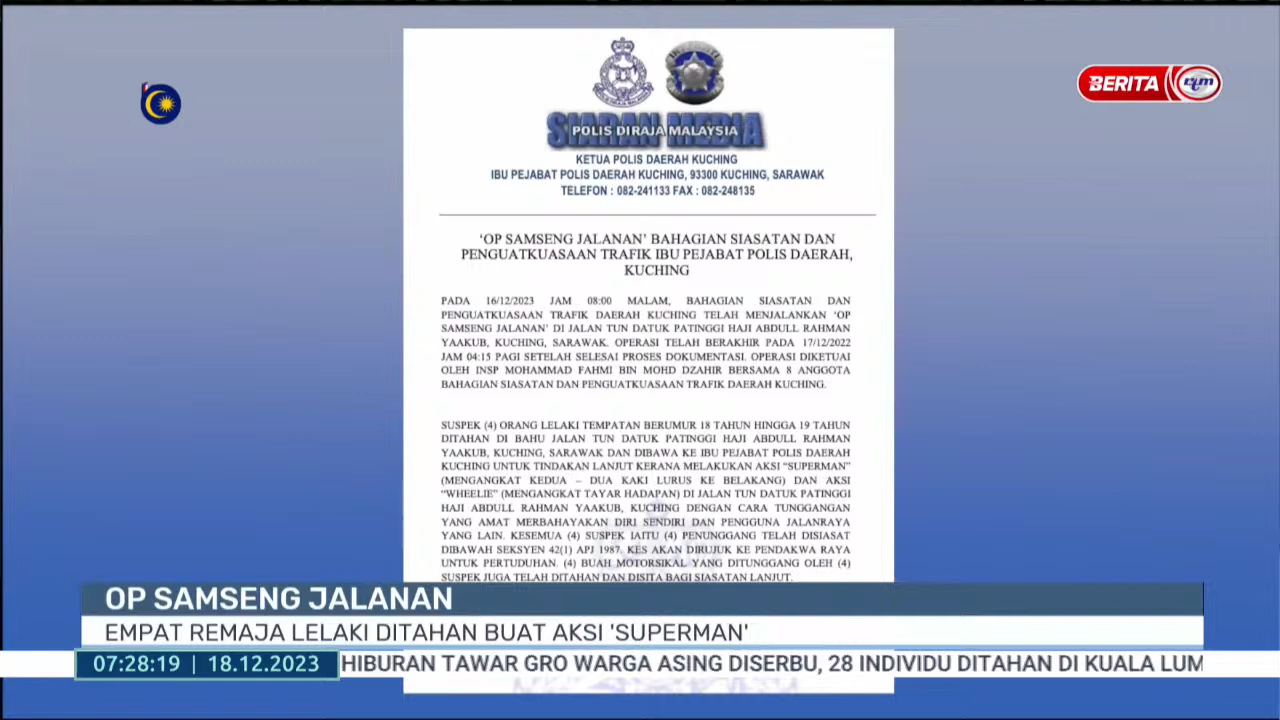 BERITA rtm
SIARAN MEDIA
POLIS DIRAJA MALAYSIA
KETUA POLIS DAERAH KUCHING
IBU PEJABAT POLIS DAERAH KUCHING, 93300 KUCHING, SARAWAK
TELEFON : 082-241133 FAX : 082-248135
‘OP SAMSENG JALANAN’ BAHAGIAN SIASATAN DAN
PENGUATKUASAAN TRAFIK IBU PEJABAT POLIS DAERAH,
KUCHING
PADA 16/12/2023 JAM 08:00 MALAM, BAHAGIAN SIASATAN DAN
PENGUATKUASAAN TRAFIK DAERAH KUCHING TELAH MENJALANKAN ‘OP
SAMSENG JALANAN’ DI JALAN TUN DATUK PATINGGI HAJI ABDULL RAHMAN
YAAKUB, KUCHING, SARAWAK. OPERASI TELAH BERAKHIR PADA 17/12/2022
JAM 04:15 PAGI SETELAH SELESAI PROSES DOKUMENTASI. OPERASI DIKETUAI
OLEH INSP MOHAMMAD FAHMI BIN MOHD DZAHIR BERSAMA 8 ANGGOTA
BAHAGIAN SIASATAN DAN PENGUATKUASAAN TRAFIK DAERAH KUCHING.
SUSPEK (4) ORANG LELAKI TEMPATAN BERUMUR 18 TAHUN HINGGA 19 TAHUN
DITAHAN DI BAHU JALAN TUN DATUK PATINGGI HAJI ABDULL RAHMAN
YAAKUB, KUCHING, SARAWAK DAN DIBAWA KE IBU PEJABAT POLIS DAERAH
KUCHING UNTUK TINDAKAN LANJUT KERANA MELAKUKAN AKSI “SUPERMAN”
(MENGANGKAT KEDUA – DUA KAKI LURUS KE BELAKANG) DAN AKSI
“WHEELIE” (MENGANGKAT TAYAR HADAPAN) DI JALAN TUN DATUK PATINGGI
HAJI ABDULL RAHMAN YAAKUB, KUCHING DENGAN CARA TUNGGANGAN
YANG AMAT MERBAHAYAKAN DIRI SENDIRI DAN PENGGUNA JALANRAYA
YANG LAIN. KESEMUA (4) SUSPEK IAITU (4) PENUNGGANG TELAH DISIASAT
DIBAWAH SEKSYEN 42(1) APJ 1987. KES AKAN DIRUJUK KE PENDAKWA RAYA
UNTUK PERTUDUHAN. (4) BUAH MOTORSIKAL YANG DITUNGGANG OLEH (4)
SUSPEK JUGA TELAH DITAHAN DAN DISITA BAGI SIASATAN LANJUT.
OP SAMSENG JALANAN
EMPAT REMAJA LELAKI DITAHAN BUAT AKSI 'SUPERMAN'
07:28:19 | 18.12.2023 HIBURAN TAWAR GRO WARGA ASING DISERBU, 28 INDIVIDU DITAHAN DI KUALA LUM